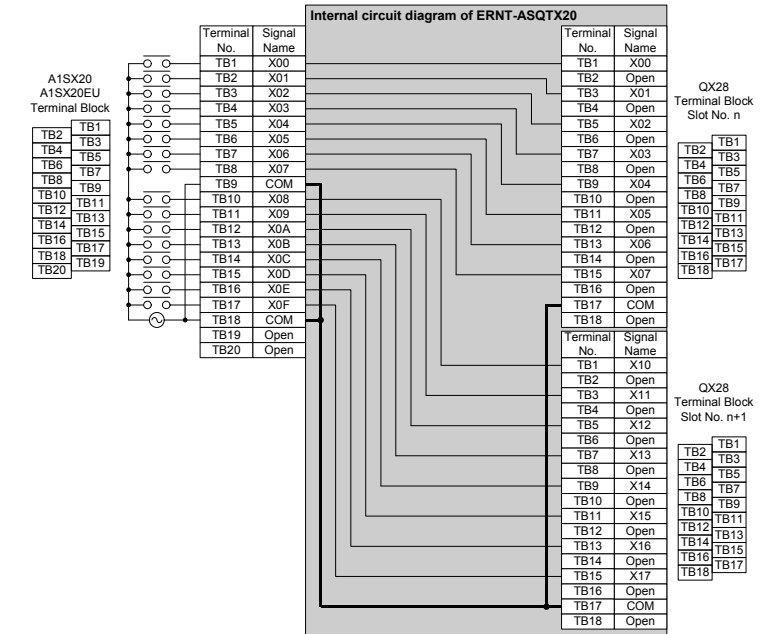 Internal circuit diagram of ERNT-ASQTX20
A1SX20
A1SX20EU
Terminal Block
TB1
TB2
TB3
TB4
TB5
TB6
TB7
TB8
TB9
TB10
TB11
TB12
TB13
TB14
TB15
TB16
TB17
TB18
TB19
TB20
Terminal No. Signal Name
TB1 X00
TB2 X01
TB3 X02
TB4 X03
TB5 X04
TB6 X05
TB7 X06
TB8 X07
TB9 COM
TB10 X08
TB11 X09
TB12 X0A
TB13 X0B
TB14 X0C
TB15 X0D
TB16 X0E
TB17 X0F
TB18 COM
TB19 Open
TB20 Open
Terminal No. Signal Name
TB1 X00
TB2 Open
TB3 X01
TB4 Open
TB5 X02
TB6 Open
TB7 X03
TB8 Open
TB9 X04
TB10 Open
TB11 X05
TB12 Open
TB13 X06
TB14 Open
TB15 X07
TB16 Open
TB17 COM
TB18 Open
Terminal No. Signal Name
TB1 X10
TB2 Open
TB3 X11
TB4 Open
TB5 X12
TB6 Open
TB7 X13
TB8 Open
TB9 X14
TB10 Open
TB11 X15
TB12 Open
TB13 X16
TB14 Open
TB15 X17
TB16 Open
TB17 COM
TB18 Open
QX28
Terminal Block
Slot No. n
TB1
TB2
TB3
TB4
TB5
TB6
TB7
TB8
TB9
TB10
TB11
TB12
TB13
TB14
TB15
TB16
TB17
TB18
QX28
Terminal Block
Slot No. n+1
TB1
TB2
TB3
TB4
TB5
TB6
TB7
TB8
TB9
TB10
TB11
TB12
TB13
TB14
TB15
TB16
TB17
TB18